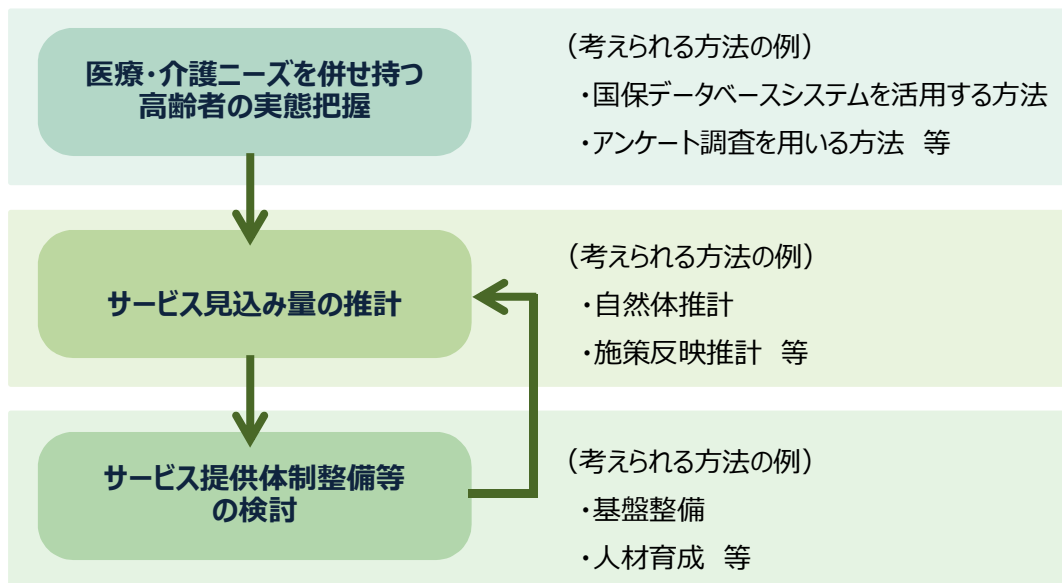 医療・介護ニーズを併せ持つ
高齢者の実態把握
（考えられる方法の例）
・国保データベースシステムを活用する方法
・アンケート調査を用いる方法　等
サービス見込み量の推計
（考えられる方法の例）
・自然体推計
・施策反映推計　等
サービス提供体制整備等
の検討
（考えられる方法の例）
・基盤整備
・人材育成　等